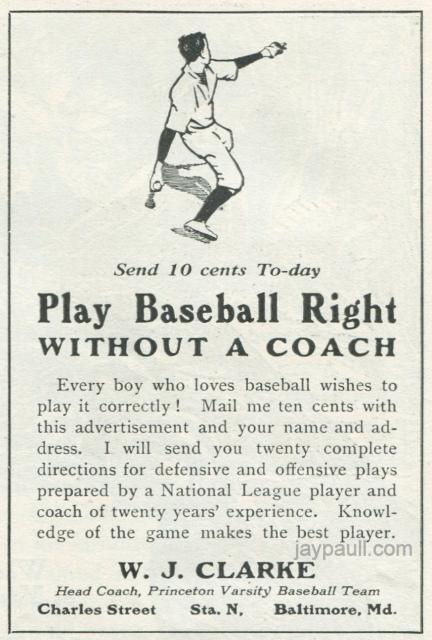 Send 10 cents To-day
Play Baseball Right
WITHOUT A COACH
Every boy who loves baseball wishes to
play it correctly! Mail me ten cents with
this advertisement and your name and ad-
dress. I will send you twenty complete
directions for defensive and offensive plays
prepared by a National League player and
coach of twenty years' experience. Knowl-
edge of the game makes the best player.
jaypaull.com
W. J. CLARKE
Head Coach, Princeton Varsity Baseball Team
Charles Street Sta. N, Baltimore, Md.